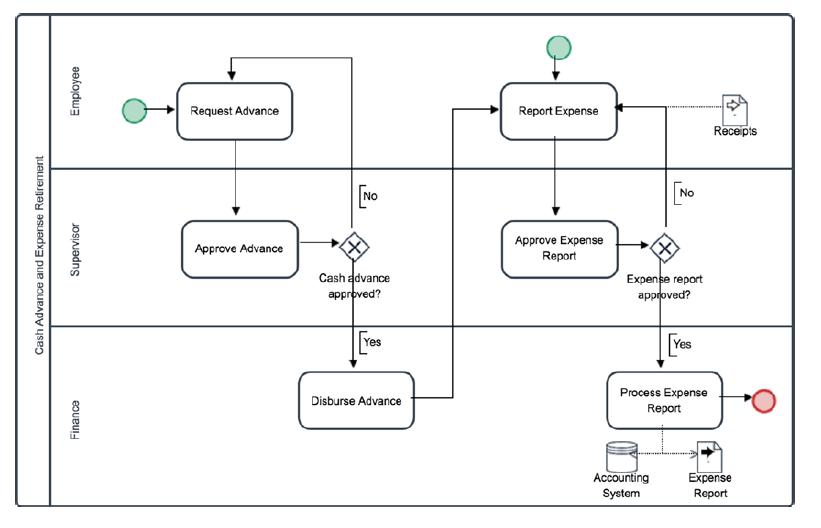 Cash Advance and Expense Retirement
Employee
Request Advance
Report Expense
Receipts
No
No
Supervisor
Approve Advance
Approve Expense
Report
Cash advance
approved?
Expense report
approved?
Yes
Yes
Finance
Disburse Advance
Process Expense
Report
Accounting
System
Expense
Report